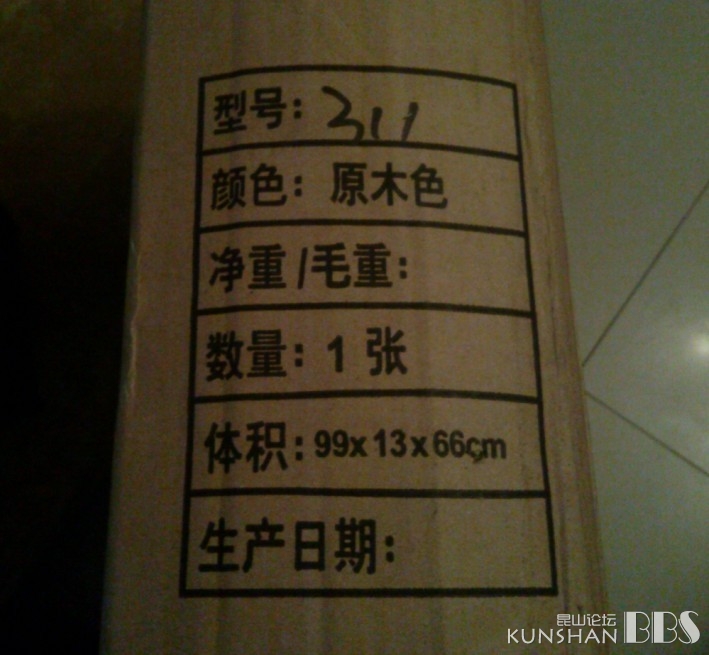 型号: 311
颜色: 原木色
净重/毛重:
数量: 1 张
体积: 99x13x66cm
生产日期:
昆山论坛
KUNSHAN BBS